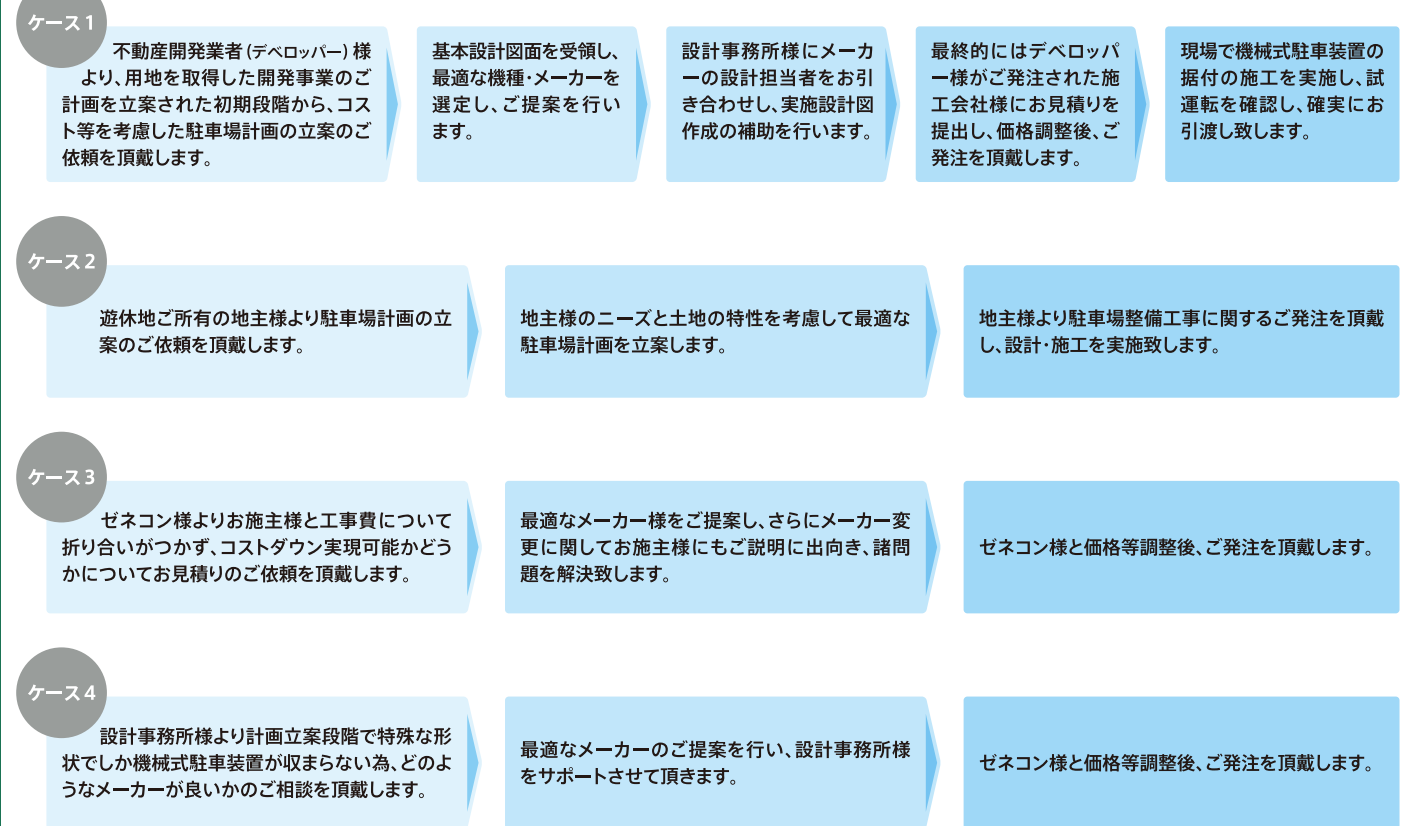 ケース1
不動産開発業者(デベロッパー)様
より、用地を取得した開発事業のご
計画を立案された初期段階から、コス
ト等を考慮した駐車場計画の立案のご
依頼を頂戴します。
基本設計図面を受領し、
最適な機種・メーカーを
選定し、ご提案を行い
ます。
設計事務所様にメーカ
ーの設計担当者をお引
き合わせし、実施設計図
作成の補助を行います。
最終的にはデベロッパ
ー様がご発注された施
工会社様にお見積りを
提出し、価格調整後、ご
発注を頂戴します。
現場で機械式駐車装置の
据付の施工を実施し、試
運転を確認し、確実にお
引渡し致します。
ケース2
遊休地ご所有の地主様より駐車場計画の立
案のご依頼を頂戴します。
地主様のニーズと土地の特性を考慮して最適な
駐車場計画を立案します。
地主様より駐車場整備工事に関するご発注を頂戴
し、設計・施工を実施致します。
ケース3
ゼネコン様よりお施主様と工事費について
折り合いがつかず、コストダウン実現可能かどう
かについてお見積りのご依頼を頂戴します。
最適なメーカー様をご提案し、さらにメーカー変
更に関してお施主様にもご説明に出向き、諸問
題を解決致します。
ゼネコン様と価格等調整後、ご発注を頂戴します。
ケース4
設計事務所様より計画立案段階で特殊な形
状でしか機械式駐車装置が収まらない為、どのよ
うなメーカーが良いかのご相談を頂戴します。
最適なメーカーのご提案を行い、設計事務所様
をサポートさせて頂きます。
ゼネコン様と価格等調整後、ご発注を頂戴します。